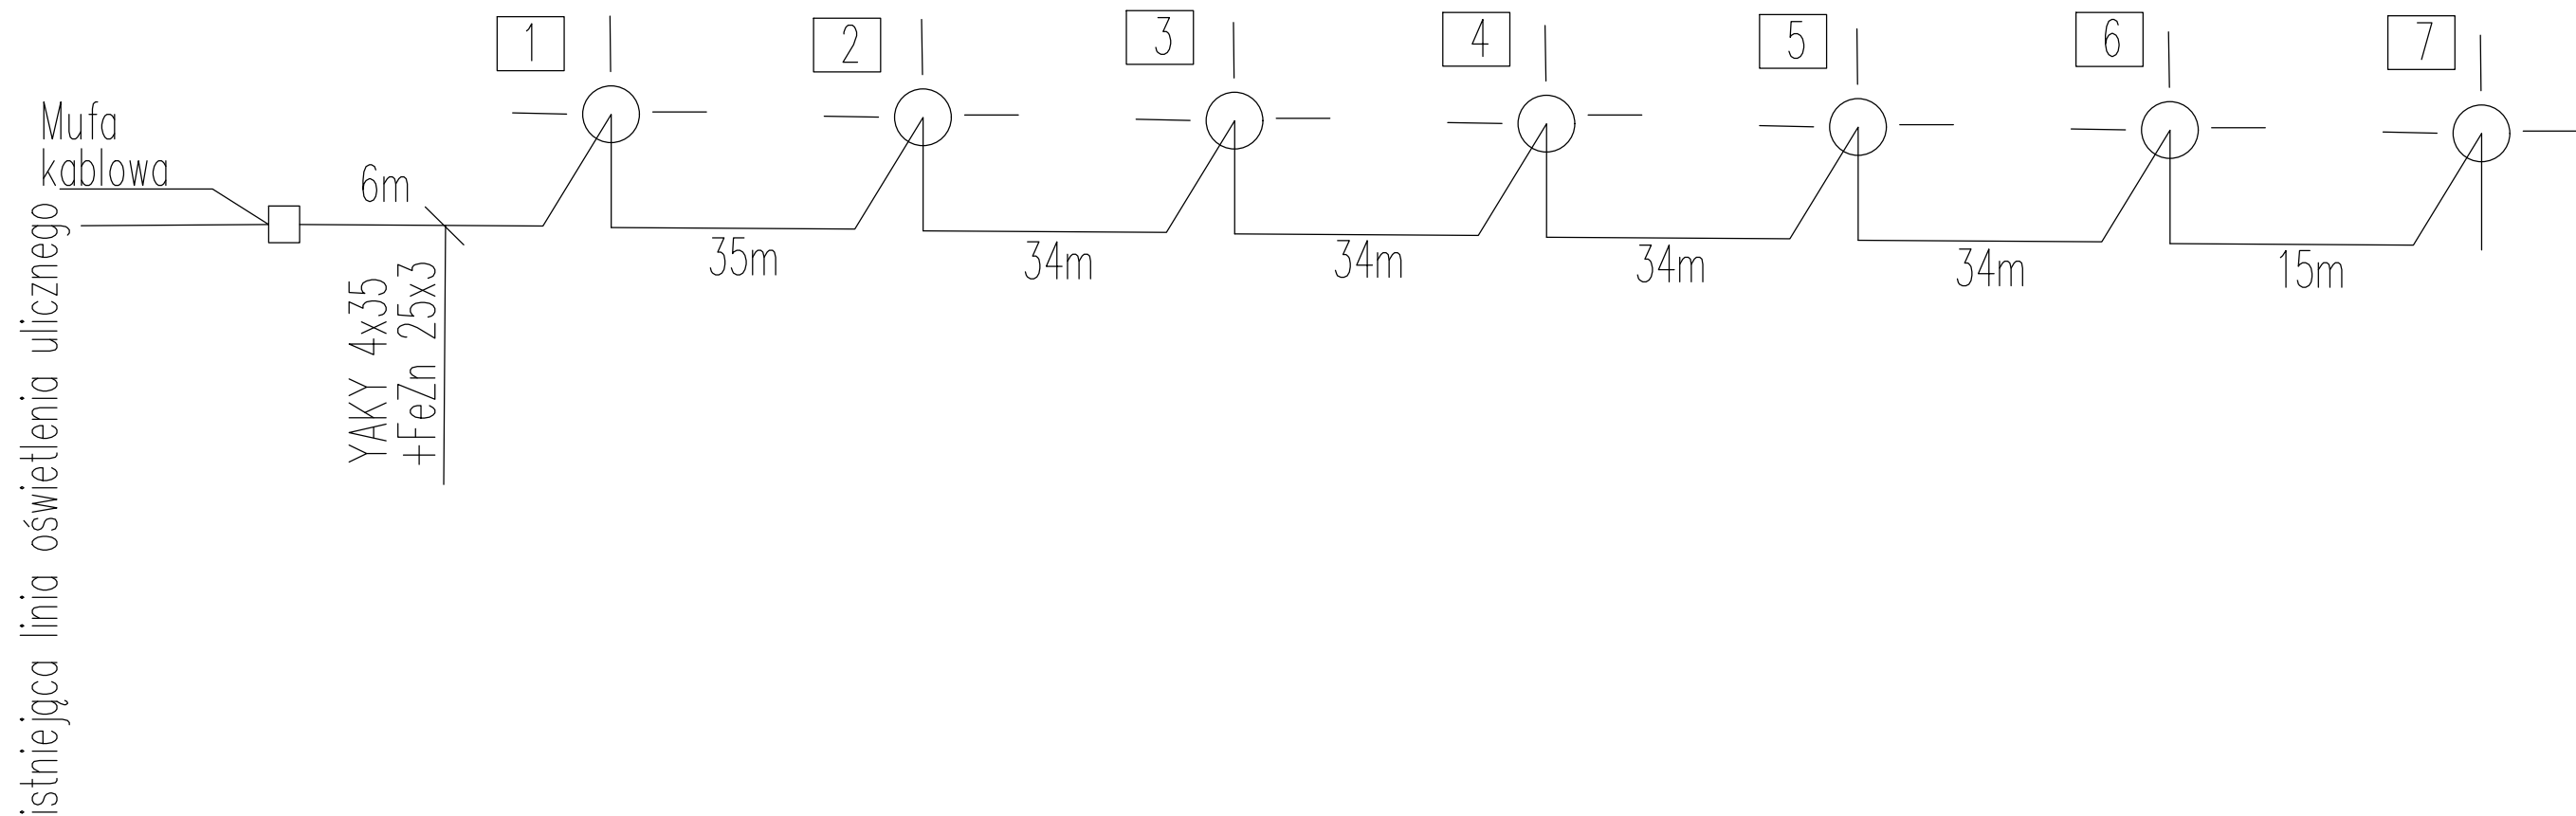 1
2
3
4
5
6
7
Mufa
kablowa
6m
35m
34m
34m
34m
34m
15m
YAKY 4x35
+FeZn 25x3
istniejąca linia oświetlenia ulicznego